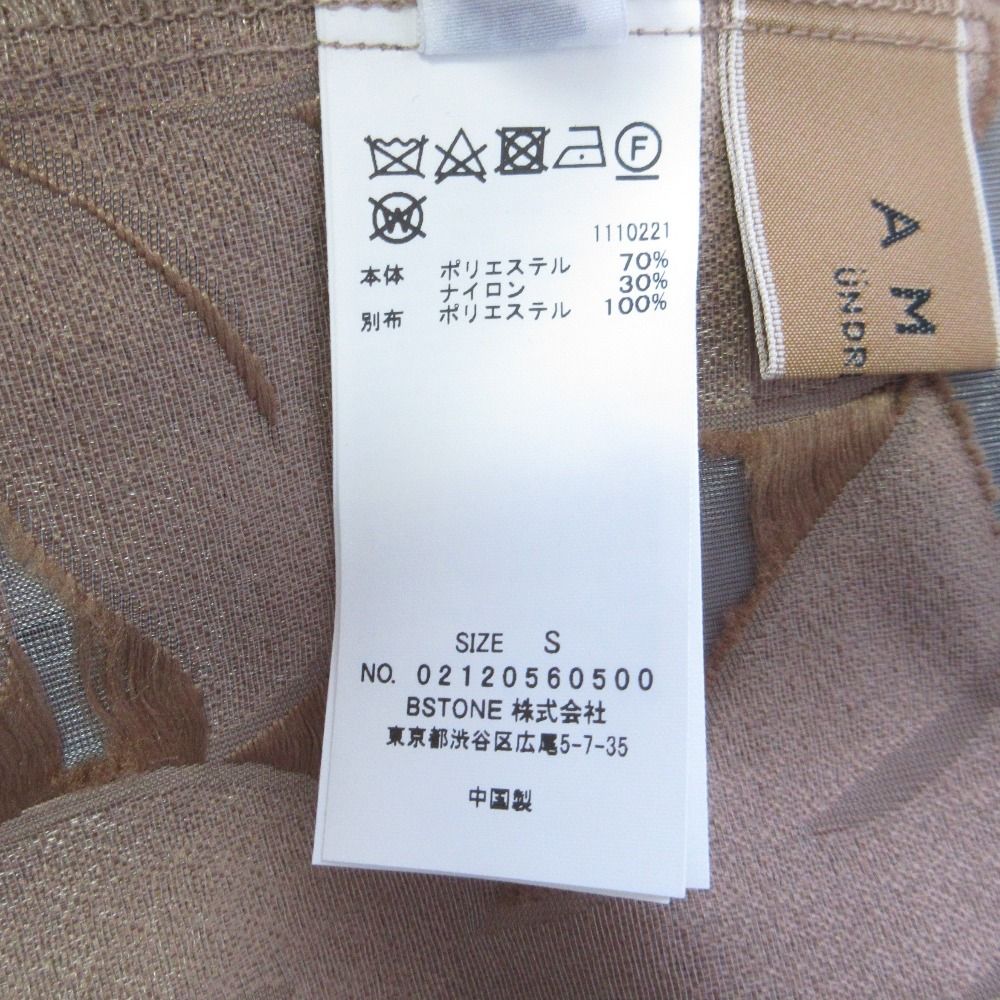 F
W
1110221
本体 ポリエステル 70%
ナイロン 30%
別布 ポリエステル 100%
SIZE S
NO. 02120560500
BSTONE 株式会社
東京都渋谷区広尾5-7-35
中国製
A M
UNDR